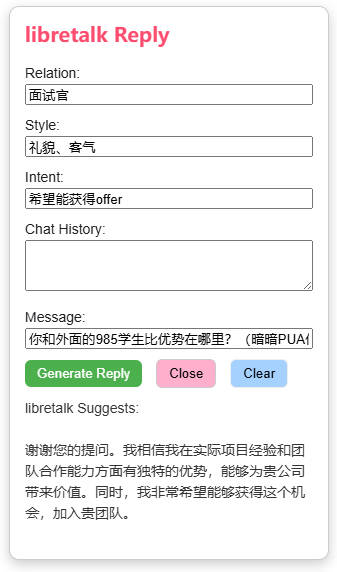 libretalk Reply
Relation:
面试官
Style:
礼貌、客气
Intent:
希望能获得offer
Chat History:
Message:
你和外面的985学生比优势在哪里？（暗暗PUA
Generate Reply
Close
Clear
libretalk Suggests:
谢谢您的提问。我相信我在实际项目经验和团
队合作能力方面有独特的优势，能够为贵公司
带来价值。同时，我非常希望能够获得这个机
会，加入贵团队。